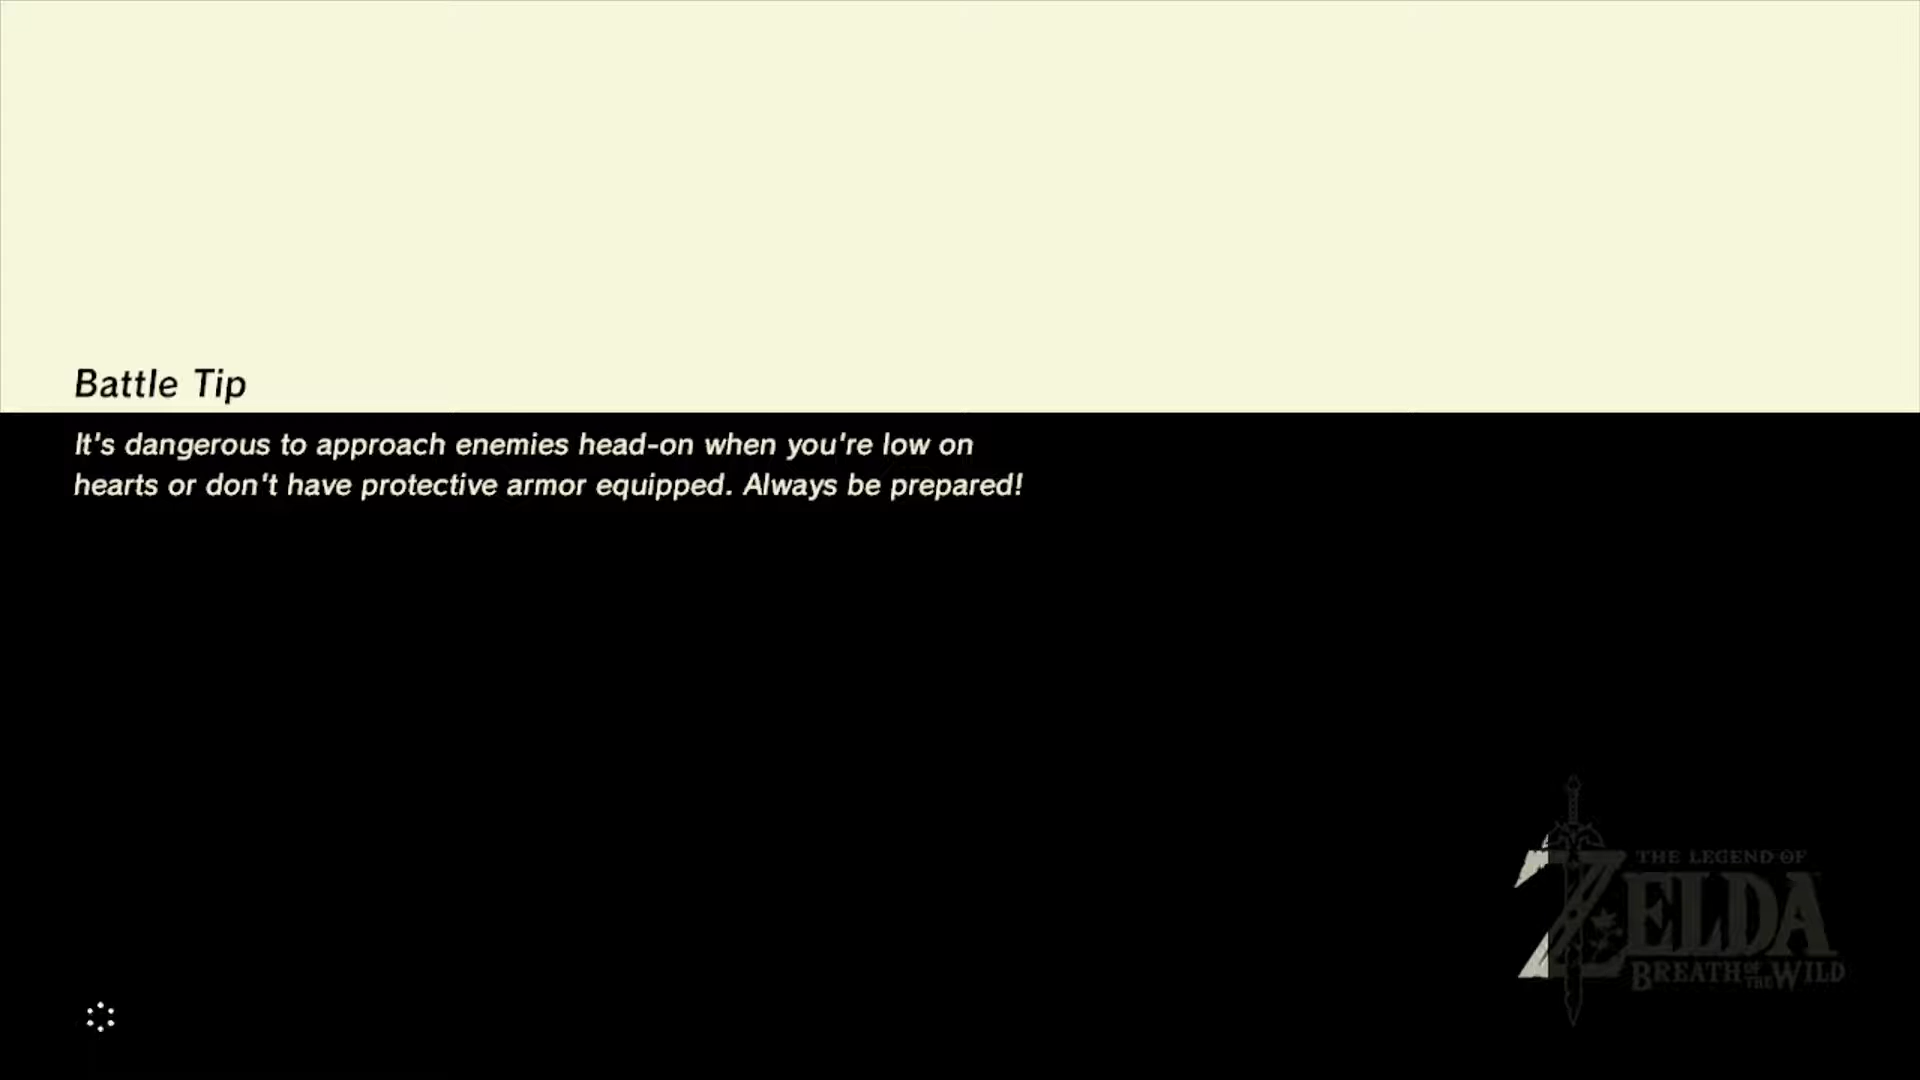 Battle Tip
It's dangerous to approach enemies head-on when you're low on
hearts or don't have protective armor equipped. Always be prepared!
THE LEGEND OF
ZELDA
BREATH OF THE WILD